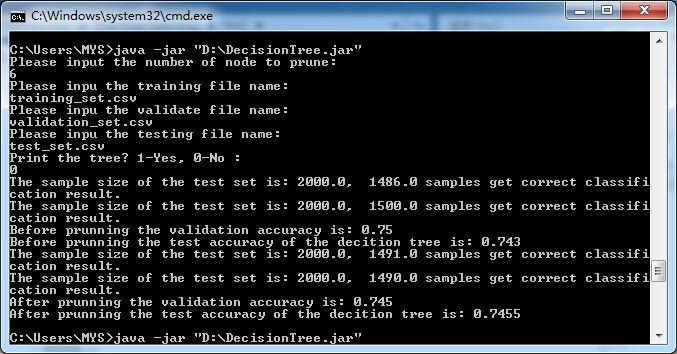 C:\Windows\system32\cmd.exe
C:\Users\MYS>java -jar "D:\DecisionTree.jar"
Please input the number of node to prune:
6
Please inpu the training file name:
training_set.csv
Please inpu the validate file name:
validation_set.csv
Please inpu the testing file name:
test_set.csv
Print the tree? 1-Yes, 0-No :
0
The sample size of the test set is: 2000.0,  1486.0 samples get correct classifi
cation result.
The sample size of the test set is: 2000.0,  1500.0 samples get correct classifi
cation result.
Before prunning the validation accuracy is: 0.75
Before prunning the test accuracy of the decition tree is: 0.743
The sample size of the test set is: 2000.0,  1491.0 samples get correct classifi
cation result.
The sample size of the test set is: 2000.0,  1490.0 samples get correct classifi
cation result.
After prunning the validation accuracy is: 0.745
After prunning the test accuracy of the decition tree is: 0.7455
C:\Users\MYS>java -jar "D:\DecisionTree.jar"